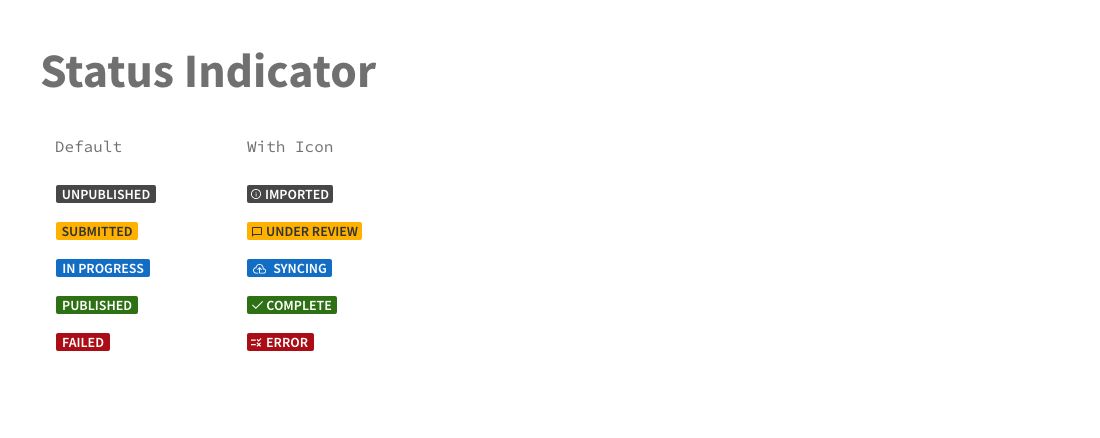 Status Indicator
Default With Icon
UNPUBLISHED IMPORTED
SUBMITTED UNDER REVIEW
IN PROGRESS SYNCING
PUBLISHED COMPLETE
FAILED ERROR